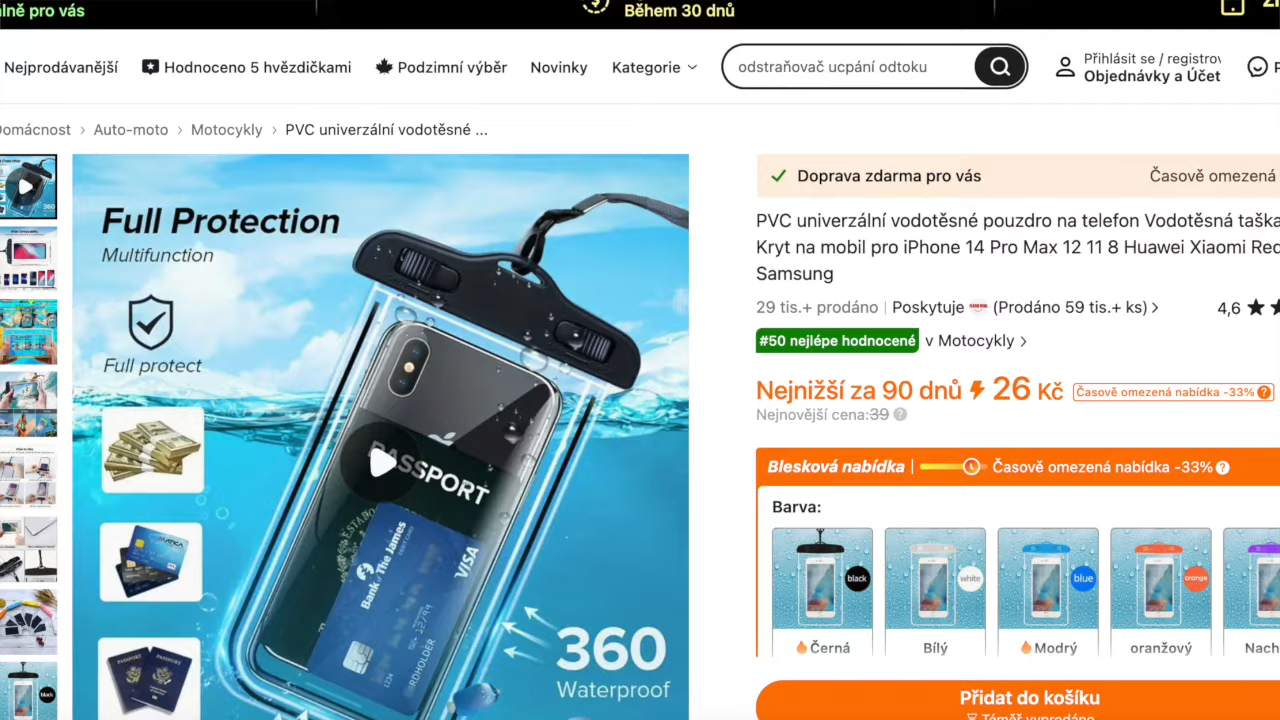 lně pro vás
Během 30 dnů
Nejprodávanější
Hodnoceno 5 hvězdičkami
Podzimní výběr
Novinky
Kategorie
odstraňovač ucpání odtoku
Přihlásit se / registrov
Objednávky a Účet
omácnost › Auto-moto › Motocykly › PVC univerzální vodotěsné ...
Full Protection
Multifunction
Full protect
PASSPORT
Bank of The James
DEBIT CARD
VISA
360
Waterproof
Doprava zdarma pro vás
Časově omezená
PVC univerzální vodotěsné pouzdro na telefon Vodotěsná taška
Kryt na mobil pro iPhone 14 Pro Max 12 11 8 Huawei Xiaomi Red
Samsung
29 tis.+ prodáno | Poskytuje (Prodáno 59 tis.+ ks) ›
4,6
#50 nejlépe hodnocené v Motocykly ›
Nejnižší za 90 dnů 26 Kč Časově omezená nabídka -33% ?
Nejnovější cena:39 ?
Blesková nabídka | Časově omezená nabídka -33% ?
Barva:
black
white
blue
orange
Černá
Bílý
Modrý
oranžový
Nach
Přidat do košíku
Téměř vyprodáno